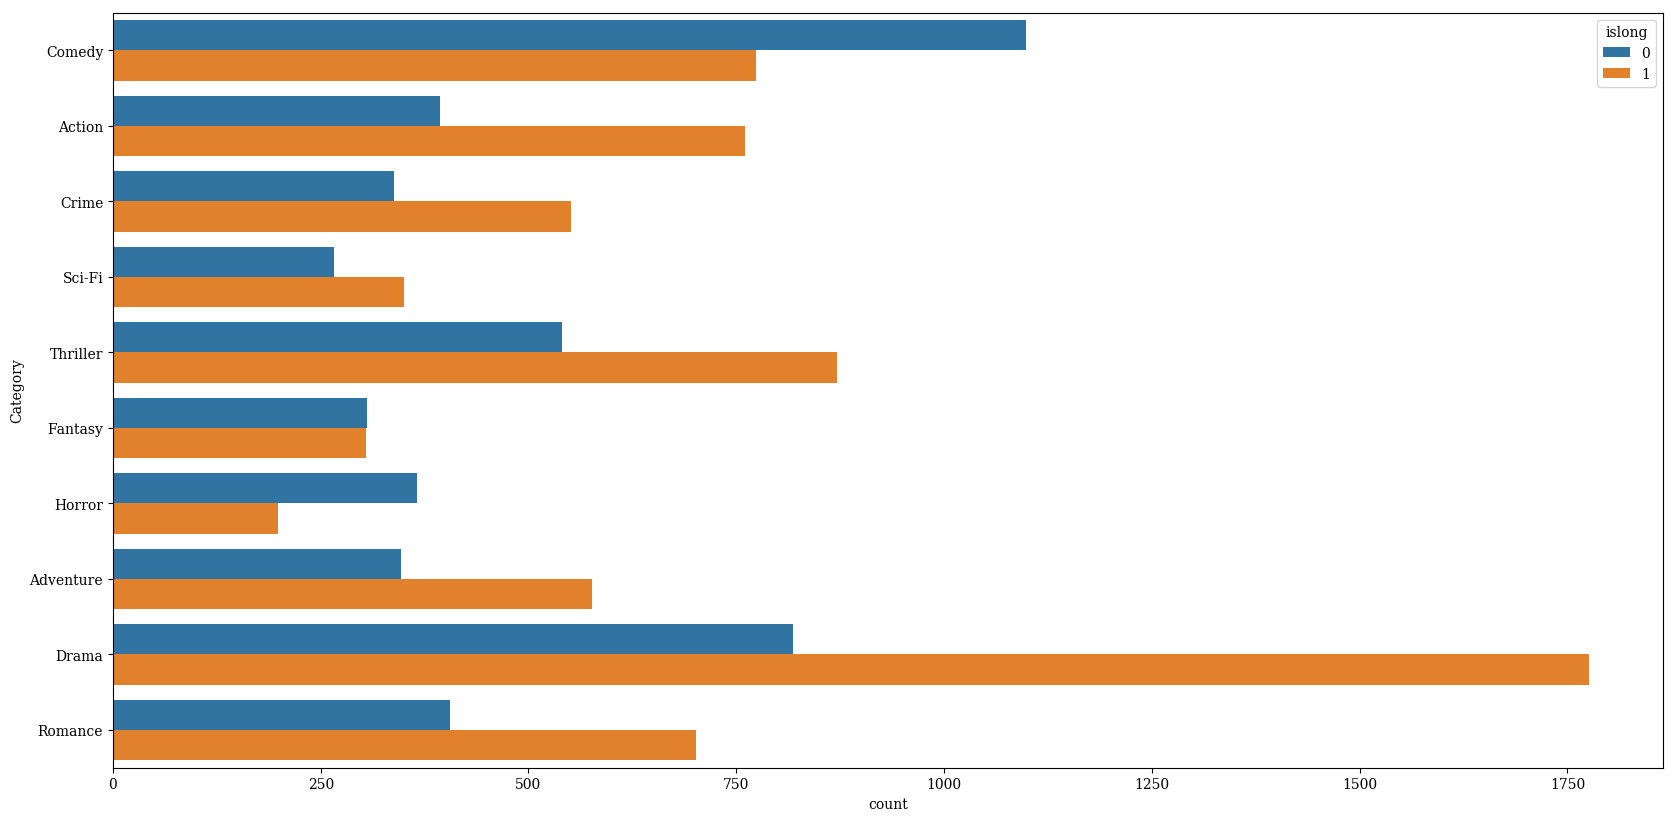 islong
0
1
Category
Comedy
Action
Crime
Sci-Fi
Thriller
Fantasy
Horror
Adventure
Drama
Romance
0 250 500 750 1000 1250 1500 1750
count